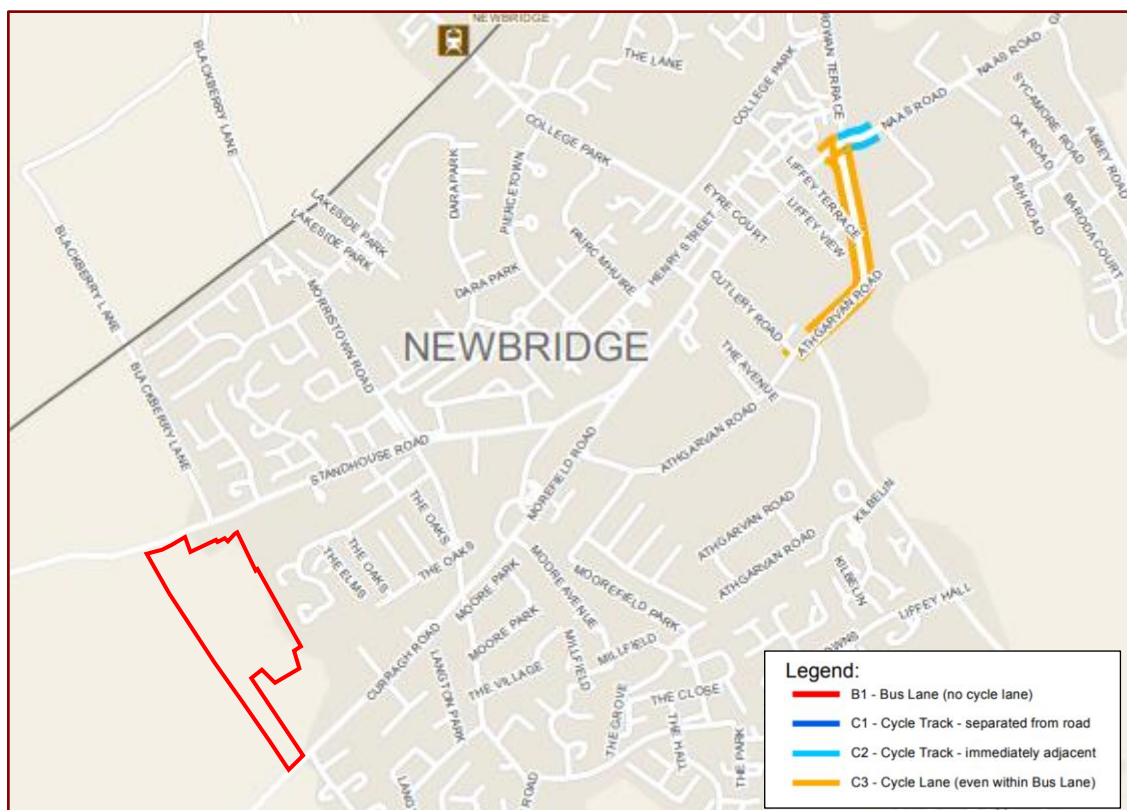 NEWBRIDGE
BLACKBERRY LANE
ROWAN TERRACE
NAAS ROAD
THE LANE
COLLEGE PARK
COLLEGE PARK
NAAS ROAD
SYCAMORE ROAD
OAK ROAD
ABBEY ROAD
ASH ROAD
BARODA COURT
DARA PARK
PIERCETOWN
LAKESIDE PARK
LAKESIDE PARK
EYRE COURT
LIFFEY TERRACE
LIFFEY VIEW
PAIRC MHUIRE
HENRY STREET
BLACKBERRY LANE
DARA PARK
MORRISTOWN ROAD
CUTLERY ROAD
ATHGARVAN ROAD
NEWBRIDGE
THE AVENUE
BLACKBERRY LANE
STANDHOUSE ROAD
MOREFIELD ROAD
ATHGARVAN ROAD
THE OAKS
THE OAKS
THE OAKS
THE ELMS
ATHGARVAN ROAD
ATHGARVAN ROAD
KILBELIN
KILBELIN
MOORE PARK
MOORE PARK
MOORE AVENUE
MOOREFIELD PARK
LIFFEY HALL
CURRAGH ROAD
LANGTON PARK
MILLFIELD
MILLFIELD
THE VILLAGE
THE GROVE
THE CLOSE
THE HALL
THE PARK
Legend:
B1 - Bus Lane (no cycle lane)
C1 - Cycle Track - separated from road
C2 - Cycle Track - immediately adjacent
C3 - Cycle Lane (even within Bus Lane)